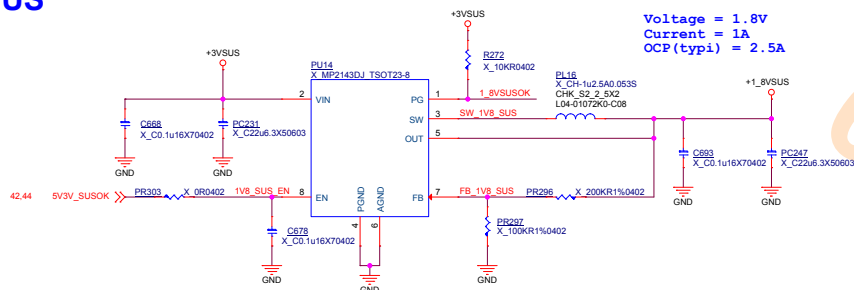 US
Voltage = 1.8V
Current = 1A
OCP(typi) = 2.5A
+3VSUS
+3VSUS
PU14
X_MP2143DJ_TSOT23-8
R272
X_10KR0402
PL16
X_CH-1u2.5A0.053S
CHK_S2_2_5X2
L04-01072K0-C08
+1_8VSUS
2
VIN
PG
1
1_8VSUSOK
SW
3
SW_1V8_SUS
OUT
5
C668
X_C0.1u16X70402
PC231
X_C22u6.3X50603
C693
X_C0.1u16X70402
PC247
X_C22u6.3X50603
GND
GND
GND
GND
42,44
5V3V_SUSOK
PR303
X_0R0402
1V8_SUS_EN
8
EN
FB
7
FB_1V8_SUS
PR296
X_200KR1%0402
PGND
AGND
4
6
C678
X_C0.1u16X70402
PR297
X_100KR1%0402
GND
GND
GND